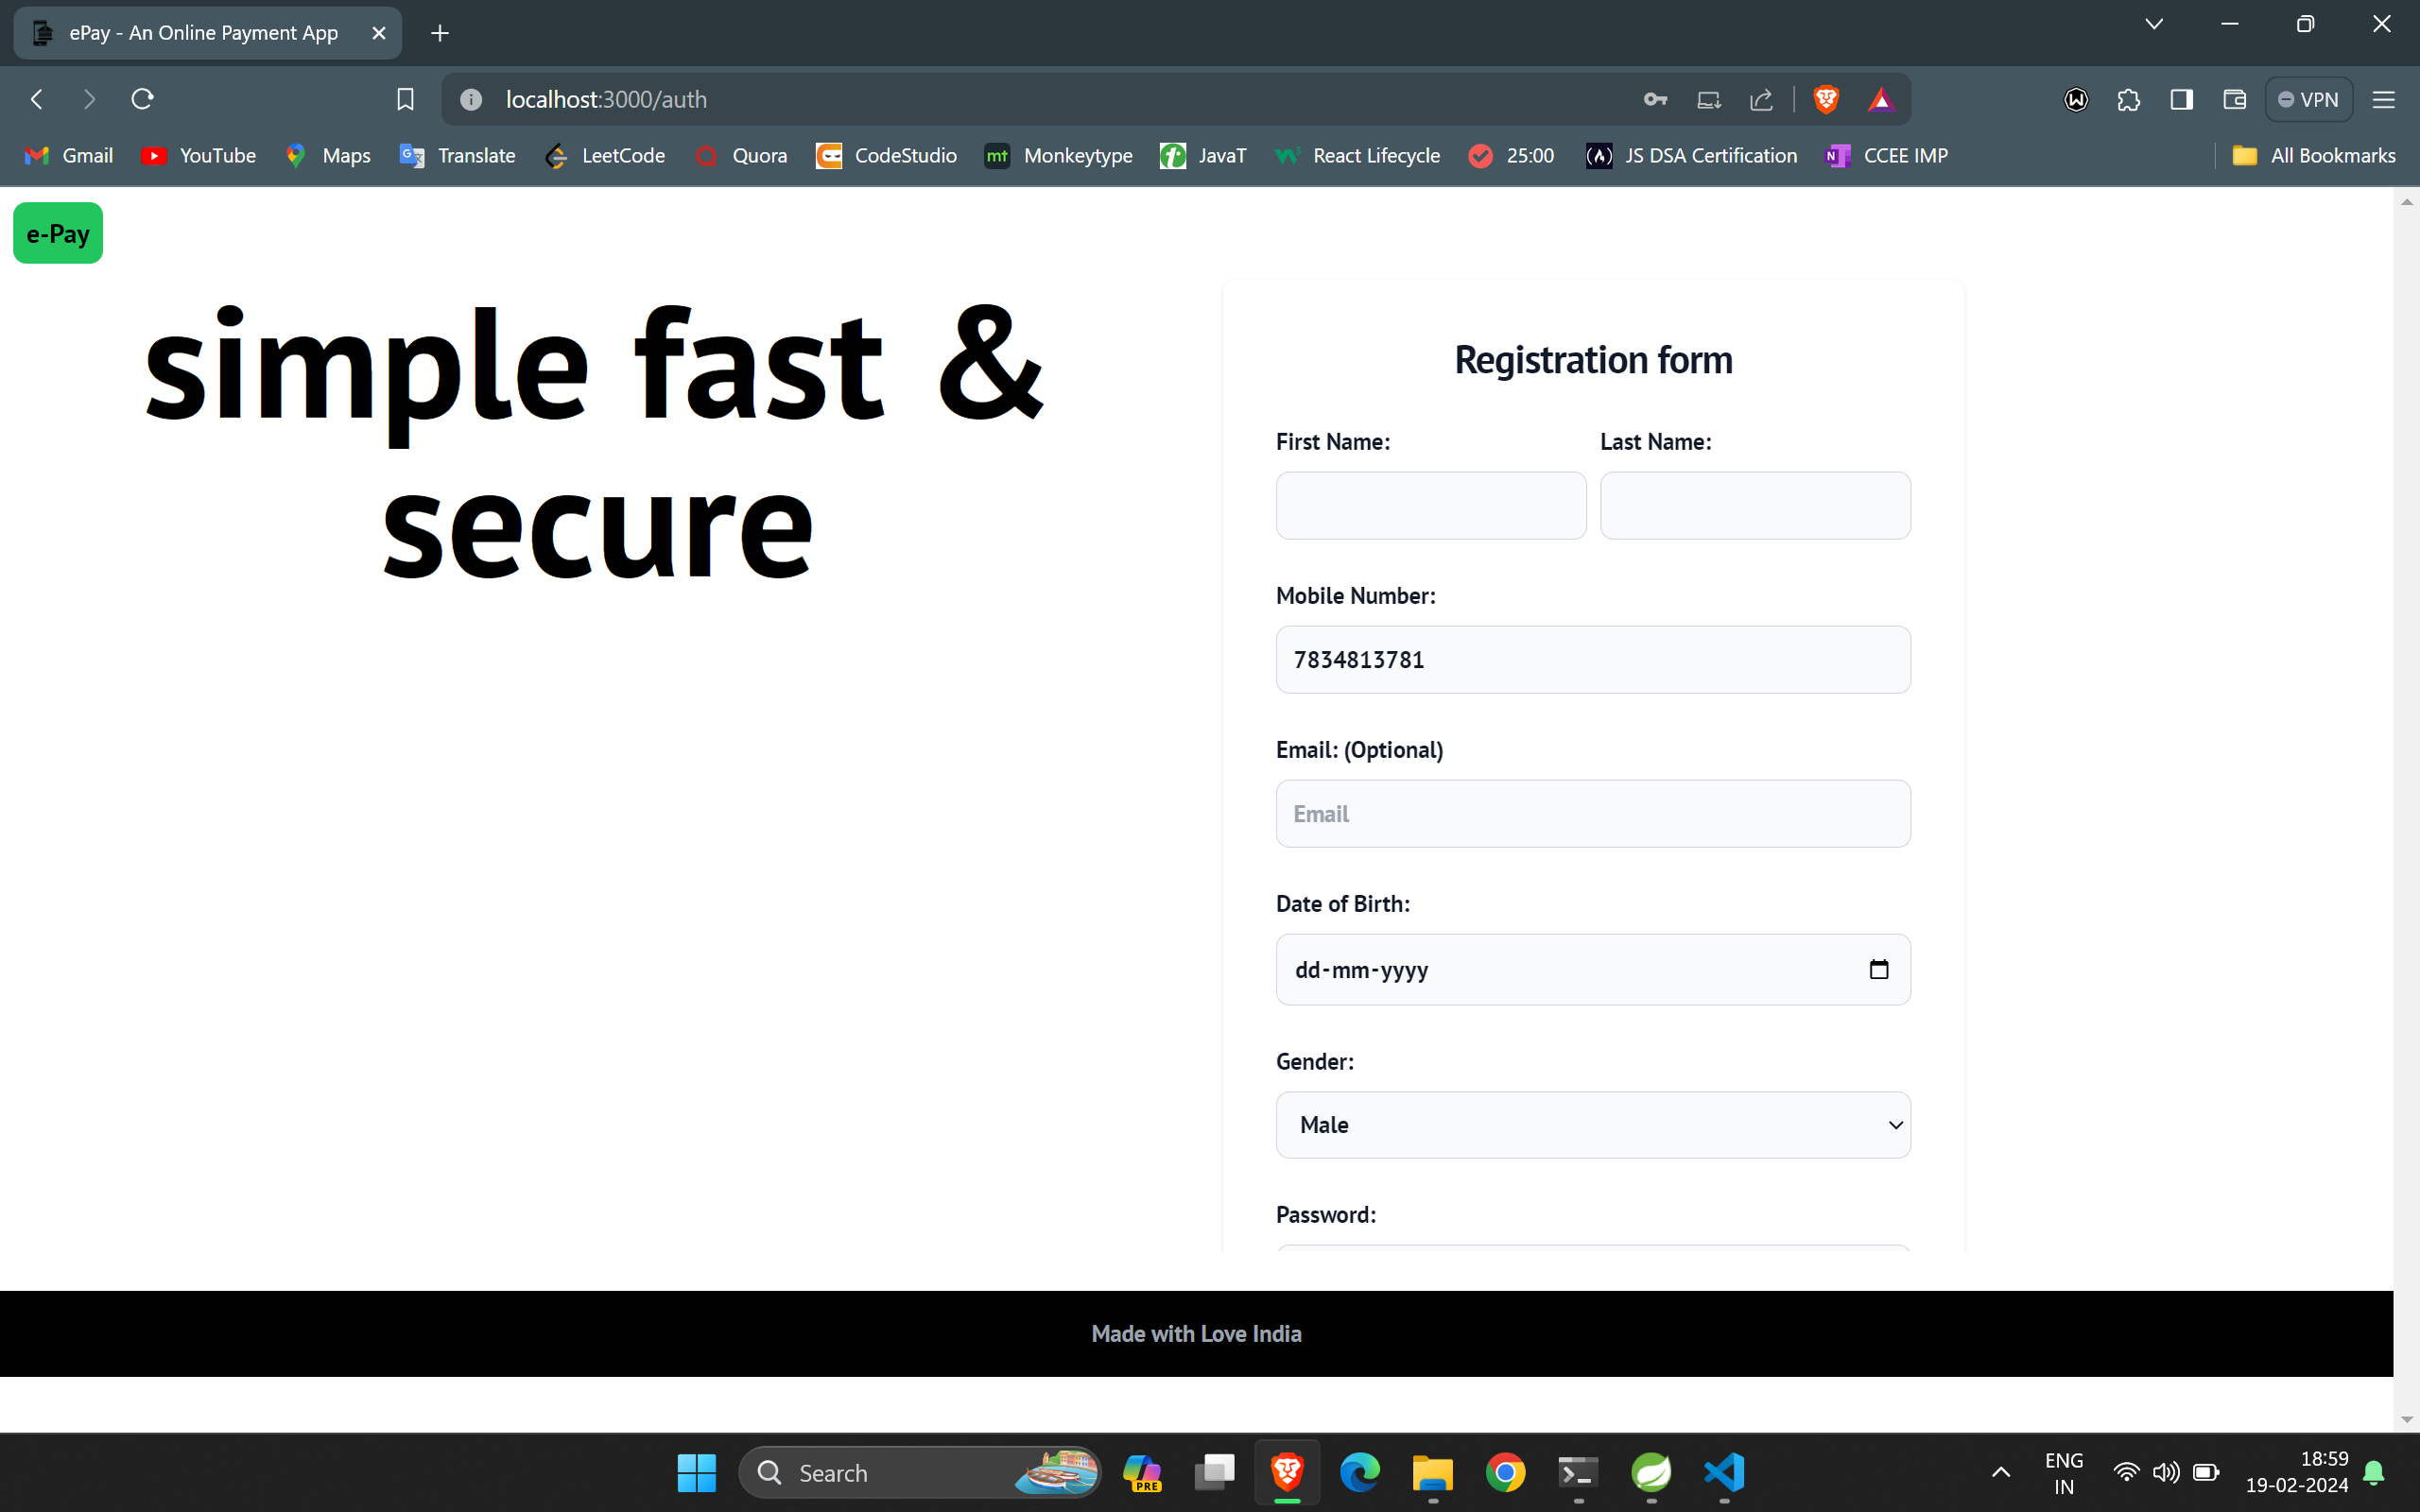 ePay - An Online Payment App
localhost:3000/auth
VPN
Gmail
YouTube
Maps
Translate
LeetCode
Quora
CodeStudio
mt
Monkeytype
JavaT
React Lifecycle
25:00
JS DSA Certification
CCEE IMP
All Bookmarks
e-Pay
simple fast &
secure
Registration form
First Name:
Last Name:
Mobile Number:
7834813781
Email: (Optional)
Email
Date of Birth:
dd-mm-yyyy
Gender:
Male
Password:
Made with Love India
Search
PRE
ENG
IN
18:59
19-02-2024